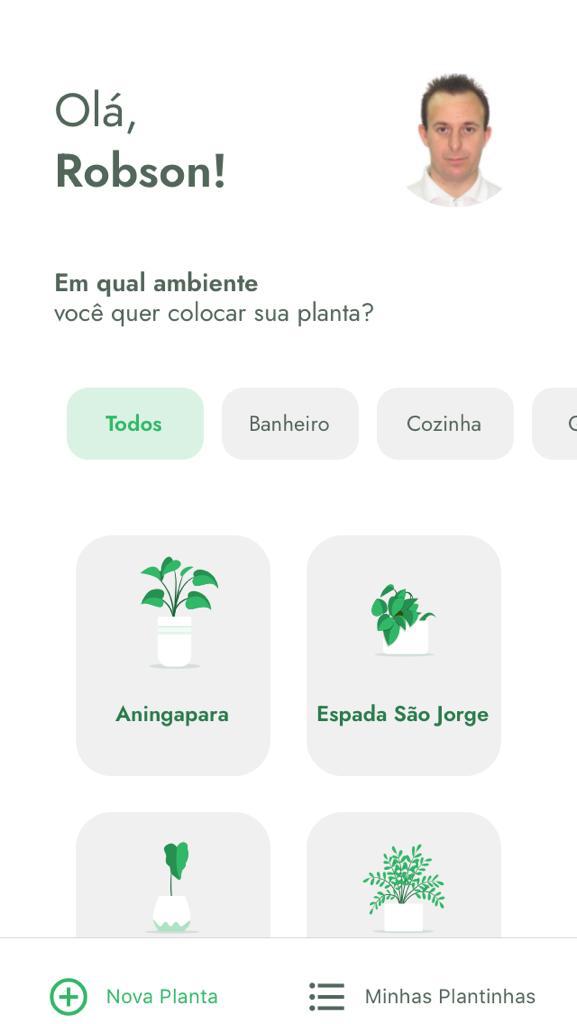 Olá,
Robson!
Em qual ambiente
você quer colocar sua planta?
Todos
Banheiro
Cozinha
Aningapara
Espada São Jorge
Nova Planta
Minhas Plantinhas